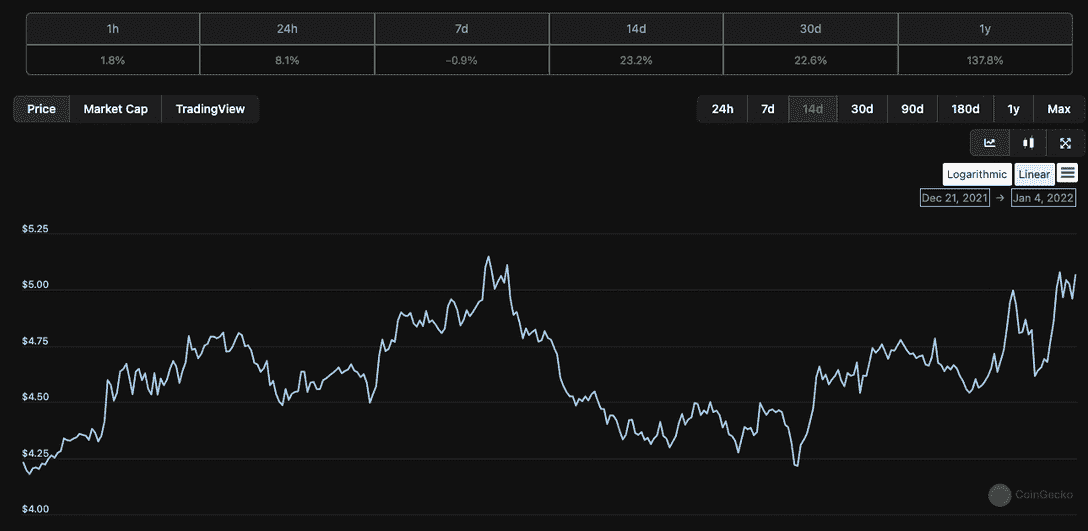 1h 24h 7d 14d 30d 1y
1.8% 8.1% -0.9% 23.2% 22.6% 137.8%
Price Market Cap TradingView 24h 7d 14d 30d 90d 180d 1y Max
Logarithmic Linear
Dec 21, 2021 → Jan 4, 2022
$5.25
$5.00
$4.75
$4.50
$4.25
CoinGecko
$4.00